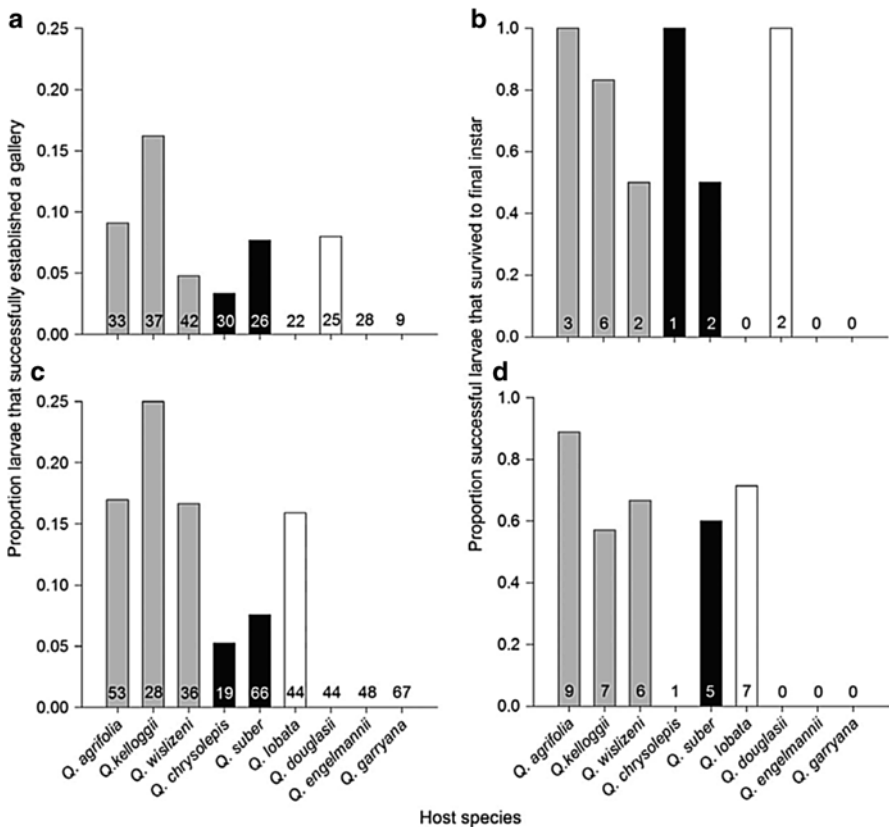 a
Proportion larvae that successfully established a gallery
0.25
0.20
0.15
0.10
0.05
0.00
33 37 42 30 26 22 25 28 9
b
Proportion successful larvae that survived to final instar
1.0
0.8
0.6
0.4
0.2
0.0
3 6 2 1 2 0 2 0 0
c
0.25
0.20
0.15
0.10
0.05
0.00
53 28 36 19 66 44 44 48 67
Q. agrifolia
Q.kelloggii
Q. wislizeni
Q. chrysolepis
Q. suber
Q. lobata
Q. douglasii
Q. engelmannii
Q. garryana
d
1.0
0.8
0.6
0.4
0.2
0.0
9 7 6 1 5 7 0 0 0
Q. agrifolia
Q.kelloggii
Q. wislizeni
Q. chrysolepis
Q. suber
Q. lobata
Q. douglasii
Q. engelmannii
Q. garryana
Host species